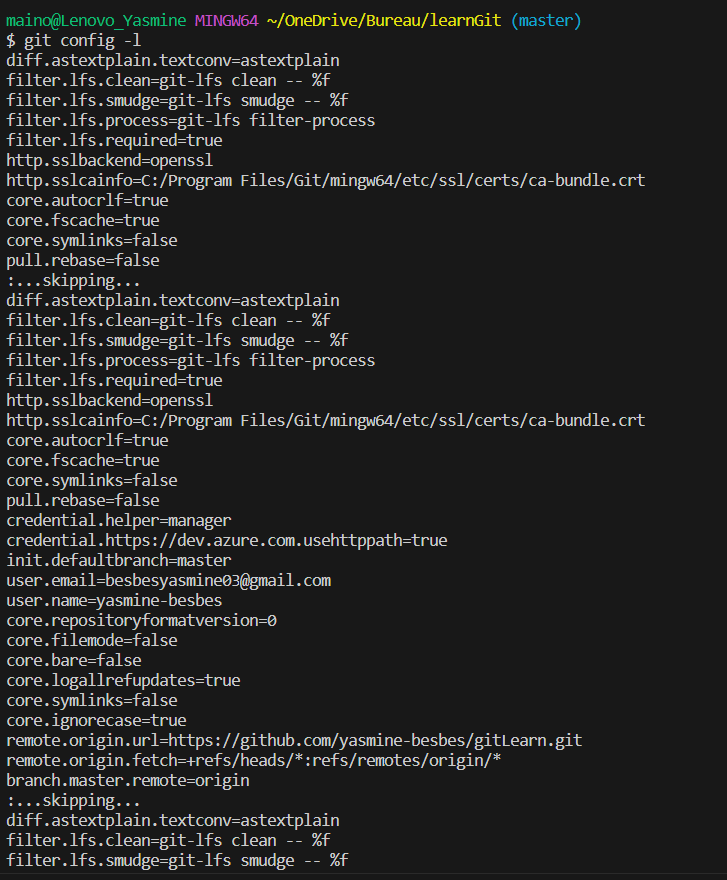 maino@Lenovo_Yasmine MINGW64 ~/OneDrive/Bureau/learnGit (master)
$ git config -l
diff.astextplain.textconv=astextplain
filter.lfs.clean=git-lfs clean -- %f
filter.lfs.smudge=git-lfs smudge -- %f
filter.lfs.process=git-lfs filter-process
filter.lfs.required=true
http.sslbackend=openssl
http.sslcainfo=C:/Program Files/Git/mingw64/etc/ssl/certs/ca-bundle.crt
core.autocrlf=true
core.fscache=true
core.symlinks=false
pull.rebase=false
:...skipping...
diff.astextplain.textconv=astextplain
filter.lfs.clean=git-lfs clean -- %f
filter.lfs.smudge=git-lfs smudge -- %f
filter.lfs.process=git-lfs filter-process
filter.lfs.required=true
http.sslbackend=openssl
http.sslcainfo=C:/Program Files/Git/mingw64/etc/ssl/certs/ca-bundle.crt
core.autocrlf=true
core.fscache=true
core.symlinks=false
pull.rebase=false
credential.helper=manager
credential.https://dev.azure.com.usehttppath=true
init.defaultbranch=master
user.email=besbesyasmine03@gmail.com
user.name=yasmine-besbes
core.repositoryformatversion=0
core.filemode=false
core.bare=false
core.logallrefupdates=true
core.symlinks=false
core.ignorecase=true
remote.origin.url=https://github.com/yasmine-besbes/gitLearn.git
remote.origin.fetch=+refs/heads/*:refs/remotes/origin/*
branch.master.remote=origin
:...skipping...
diff.astextplain.textconv=astextplain
filter.lfs.clean=git-lfs clean -- %f
filter.lfs.smudge=git-lfs smudge -- %f